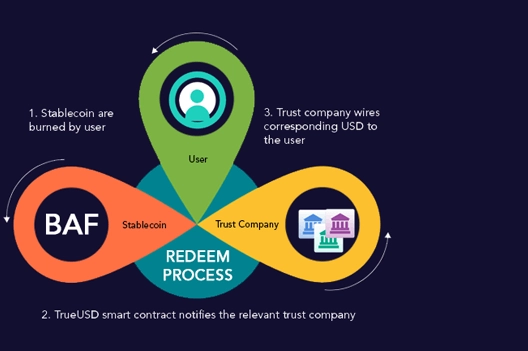 1. Stablecoin are
burned by user
3. Trust company wires
corresponding USD to
the user
User
BAF
Stablecoin
Trust Company
REDEEM
PROCESS
2. TrueUSD smart contract notifies the relevant trust company